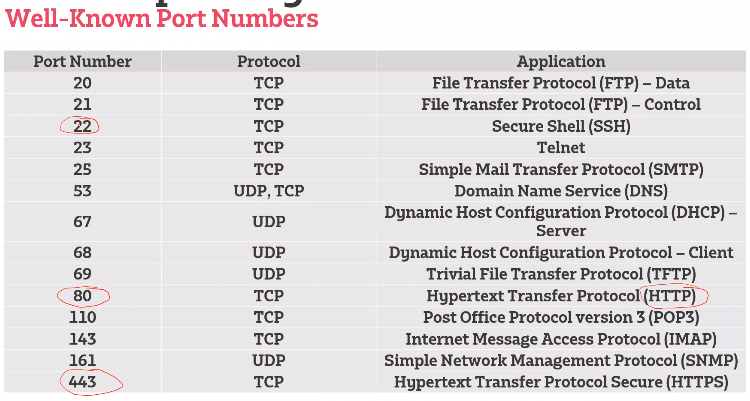 Well-Known Port Numbers
Port Number Protocol Application
20 TCP File Transfer Protocol (FTP) – Data
21 TCP File Transfer Protocol (FTP) – Control
22 TCP Secure Shell (SSH)
23 TCP Telnet
25 TCP Simple Mail Transfer Protocol (SMTP)
53 UDP, TCP Domain Name Service (DNS)
67 UDP Dynamic Host Configuration Protocol (DHCP) –
Server
68 UDP Dynamic Host Configuration Protocol – Client
69 UDP Trivial File Transfer Protocol (TFTP)
80 TCP Hypertext Transfer Protocol (HTTP)
110 TCP Post Office Protocol version 3 (POP3)
143 TCP Internet Message Access Protocol (IMAP)
161 UDP Simple Network Management Protocol (SNMP)
443 TCP Hypertext Transfer Protocol Secure (HTTPS)